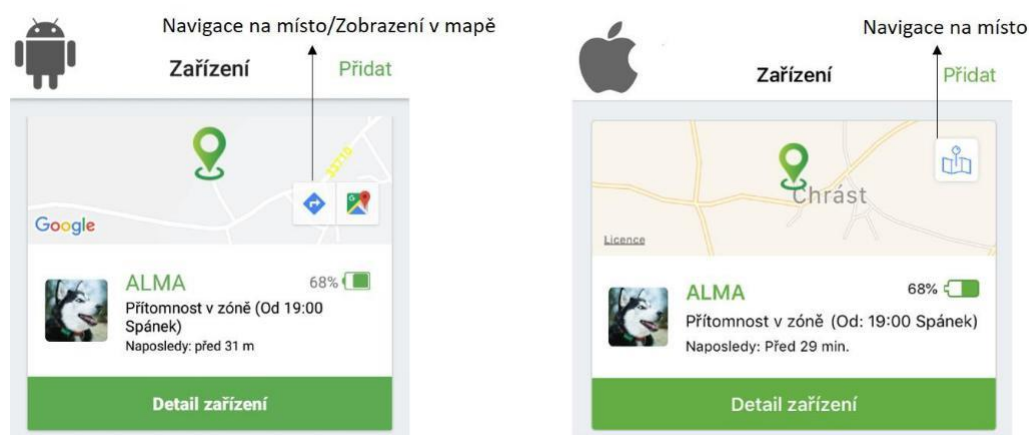 Navigace na místo/Zobrazení v mapě
Zařízení
Přidat
33710
Google
ALMA
68%
Přítomnost v zóně (Od 19:00
Spánek)
Naposledy: před 31 m
Detail zařízení
Navigace na místo
Zařízení
Přidat
Chrást
Licence
ALMA
68%
Přítomnost v zóně (Od: 19:00 Spánek)
Naposledy: Před 29 min.
Detail zařízení